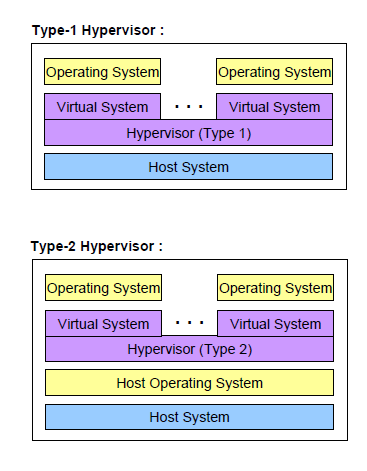 Type-1 Hypervisor :
Operating System Operating System
Virtual System . . . Virtual System
Hypervisor (Type 1)
Host System
Type-2 Hypervisor :
Operating System Operating System
Virtual System . . . Virtual System
Hypervisor (Type 2)
Host Operating System
Host System